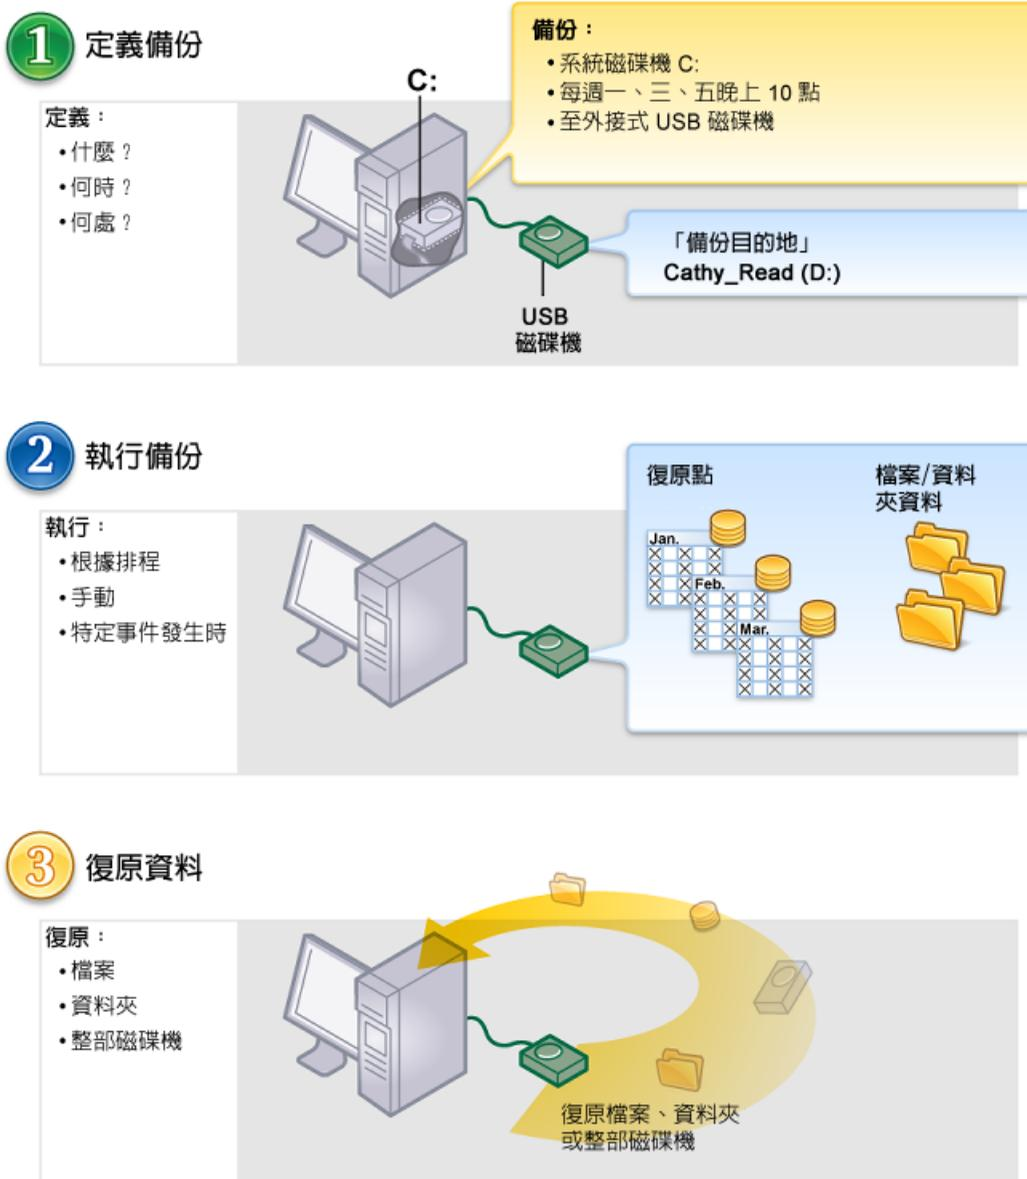 1 定義備份
定義：
•什麼？
•何時？
•何處？
C:
備份：
•系統磁碟機 C:
•每週一、三、五晚上 10 點
•至外接式 USB 磁碟機
「備份目的地」
Cathy_Read (D:)
USB
磁碟機
2 執行備份
執行：
•根據排程
•手動
•特定事件發生時
復原點
Jan.
Feb.
Mar.
檔案/資料
夾資料
3 復原資料
復原：
•檔案
•資料夾
•整部磁碟機
復原檔案、資料夾
或整部磁碟機